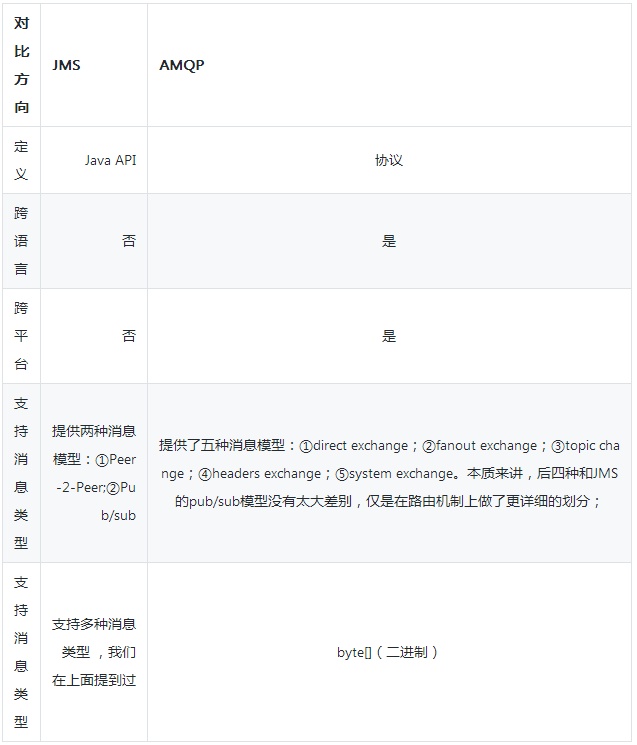 对
比
方
向
JMS
AMQP
定
义
Java API
协议
跨
语
言
否
是
跨
平
台
否
是
支
持
消
息
类
型
提供两种消息
模型：①Peer
-2-Peer;②Pu
b/sub
提供了五种消息模型：①direct exchange；②fanout exchange；③topic cha
nge；④headers exchange；⑤system exchange。本质来讲，后四种和JMS
的pub/sub模型没有太大差别，仅是在路由机制上做了更详细的划分；
支
持
消
息
类
型
支持多种消息
类型 ，我们
在上面提到过
byte[]（二进制）